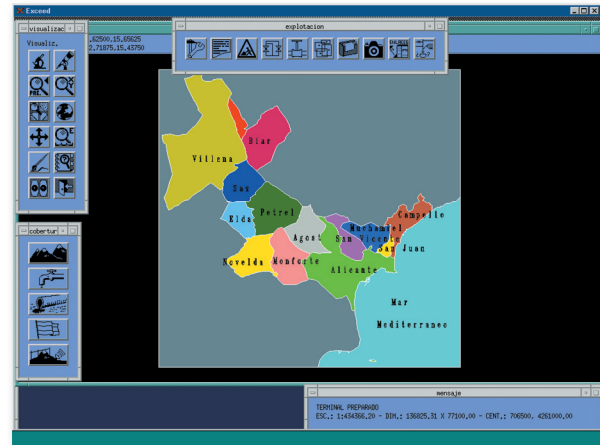 Exceed
visualizac
explotacion
,62500,15,65625
2,71875,15,43750
Visualiz.
PRE.
Biar
Villena
Sax
Campello
Elda
Petrel
Muchamiel
Agost
San Vicente
San Juan
Novelda
Monforte
Alicante
cobertur
Mar
Mediterraneo
mensaje
TERMINAL PREPARADO
ESC.: 1:434366,20 - DIM.: 136825,31 X 77100,00 - CENT.: 706500, 4261000,00